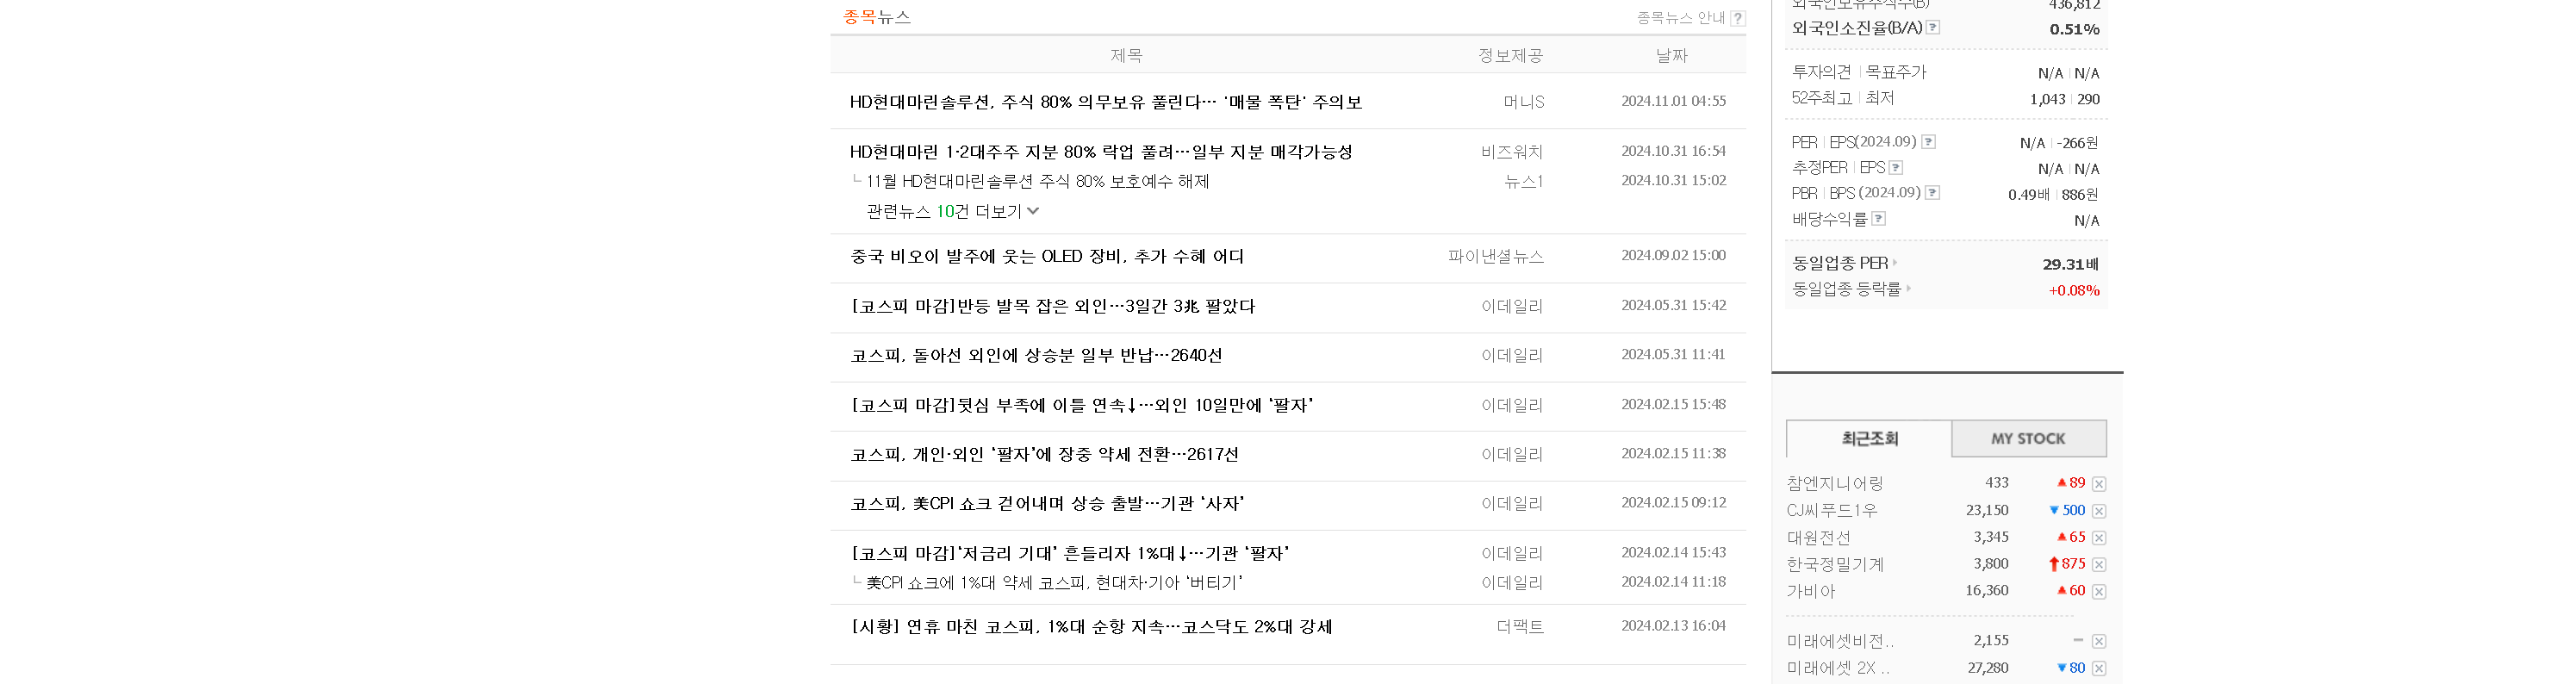 종목뉴스
종목뉴스 안내 ?
제목 정보제공 날짜
HD현대마린솔루션, 주식 80% 의무보유 풀린다… '매물 폭탄' 주의보 머니S 2024.11.01 04:55
HD현대마린 1·2대주주 지분 80% 락업 풀려…일부 지분 매각가능성 비즈워치 2024.10.31 16:54
└ 11월 HD현대마린솔루션 주식 80% 보호예수 해제 뉴스1 2024.10.31 15:02
관련뉴스 10건 더보기
중국 비오이 발주에 웃는 OLED 장비, 추가 수혜 어디 파이낸셜뉴스 2024.09.02 15:00
[코스피 마감]반등 발목 잡은 외인…3일간 3兆 팔았다 이데일리 2024.05.31 15:42
코스피, 돌아선 외인에 상승분 일부 반납…2640선 이데일리 2024.05.31 11:41
[코스피 마감]뒷심 부족에 이틀 연속↓…외인 10일만에 ‘팔자’ 이데일리 2024.02.15 15:48
코스피, 개인·외인 ‘팔자’에 장중 약세 전환…2617선 이데일리 2024.02.15 11:38
코스피, 美CPI 쇼크 걷어내며 상승 출발…기관 ‘사자’ 이데일리 2024.02.15 09:12
[코스피 마감]‘저금리 기대’ 흔들리자 1%대↓…기관 ‘팔자’ 이데일리 2024.02.14 15:43
└ 美CPI 쇼크에 1%대 약세 코스피, 현대차·기아 ‘버티기’ 이데일리 2024.02.14 11:18
[시황] 연휴 마친 코스피, 1%대 순항 지속…코스닥도 2%대 강세 더팩트 2024.02.13 16:04
외국인보유주식수(B) 436,812
외국인소진율(B/A) ? 0.51%
투자의견 | 목표주가 N/A | N/A
52주최고 | 최저 1,043 | 290
PER | EPS(2024.09) ? N/A | -266원
추정PER | EPS ? N/A | N/A
PBR | BPS (2024.09) ? 0.49배 | 886원
배당수익률 ? N/A
동일업종 PER 29.31배
동일업종 등락률 +0.08%
최근조회 MY STOCK
참엔지니어링 433 ▲ 89
CJ씨푸드1우 23,150 ▼ 500
대원전선 3,345 ▲ 65
한국정밀기계 3,800 ↑ 875
가비아 16,360 ▲ 60
미래에셋비전.. 2,155 –
미래에셋 2X .. 27,280 ▼ 80